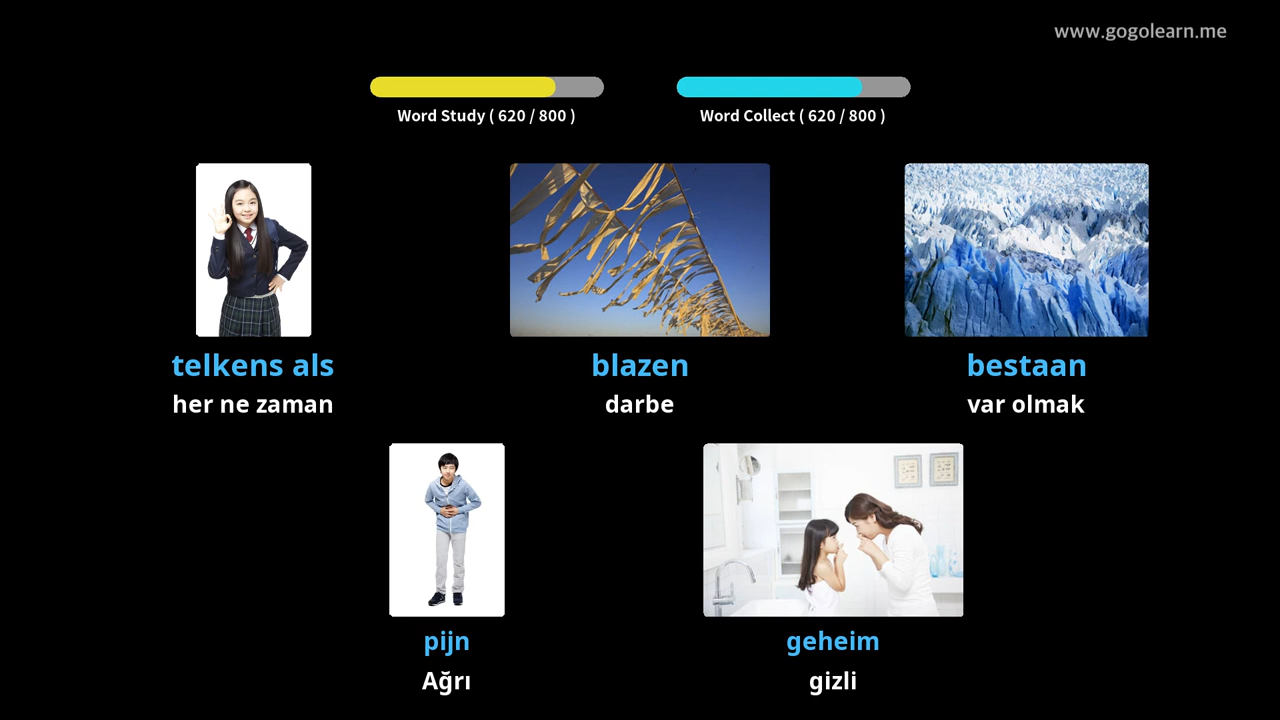 www.gogolearn.me
Word Study ( 620 / 800 )
Word Collect ( 620 / 800 )
telkens als
her ne zaman
blazen
darbe
bestaan
var olmak
pijn
Ağrı
geheim
gizli